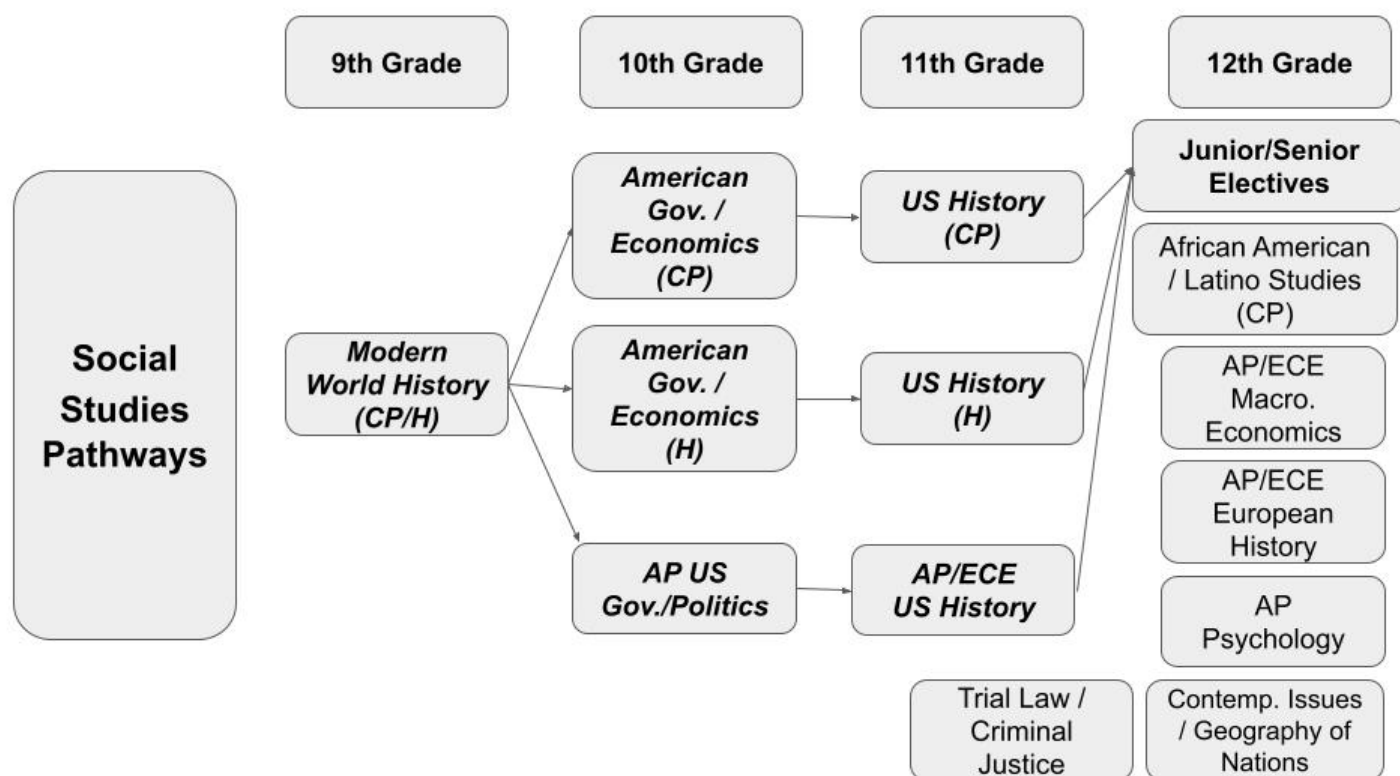 9th Grade
10th Grade
11th Grade
12th Grade
Social
Studies
Pathways
Modern
World History
(CP/H)
American
Gov. /
Economics
(CP)
American
Gov. /
Economics
(H)
AP US
Gov./Politics
US History
(CP)
US History
(H)
AP/ECE
US History
Junior/Senior
Electives
African American
/ Latino Studies
(CP)
AP/ECE
Macro.
Economics
AP/ECE
European
History
AP
Psychology
Trial Law /
Criminal
Justice
Contemp. Issues
/ Geography of
Nations